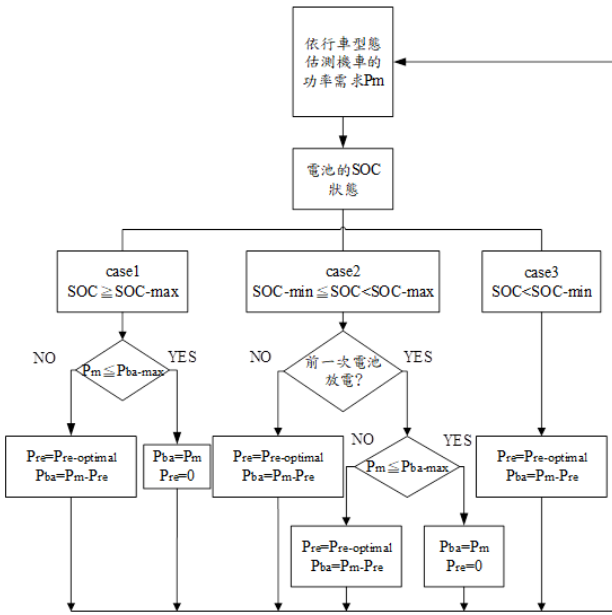 依行車型態
估測機車的
功率需求Pm
電池的SOC
狀態
case1
SOC≧SOC-max
case2
SOC-min≦SOC<SOC-max
case3
SOC<SOC-min
NO
Pm≦Pba-max
YES
NO
前一次電池
放電?
YES
Pre=Pre-optimal
Pba=Pm-Pre
Pba=Pm
Pre=0
Pre=Pre-optimal
Pba=Pm-Pre
NO
Pm≦Pba-max
YES
Pre=Pre-optimal
Pba=Pm-Pre
Pre=Pre-optimal
Pba=Pm-Pre
Pba=Pm
Pre=0